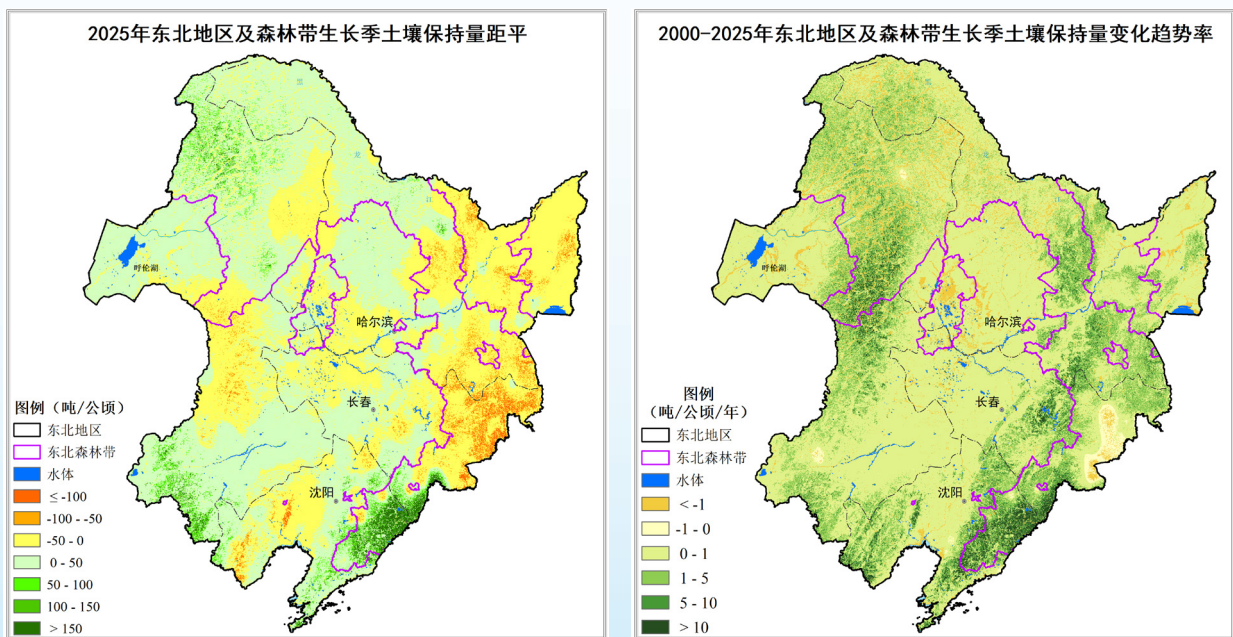 2025年东北地区及森林带生长季土壤保持量距平
呼伦湖
哈尔滨
长春
沈阳
图例（吨/公顷）
东北地区
东北森林带
水体
≤ -100
-100 - -50
-50 - 0
0 - 50
50 - 100
100 - 150
> 150
2000-2025年东北地区及森林带生长季土壤保持量变化趋势率
呼伦湖
哈尔滨
长春
沈阳
图例
（吨/公顷/年）
东北地区
东北森林带
水体
< -1
-1 - 0
0 - 1
1 - 5
5 - 10
> 10